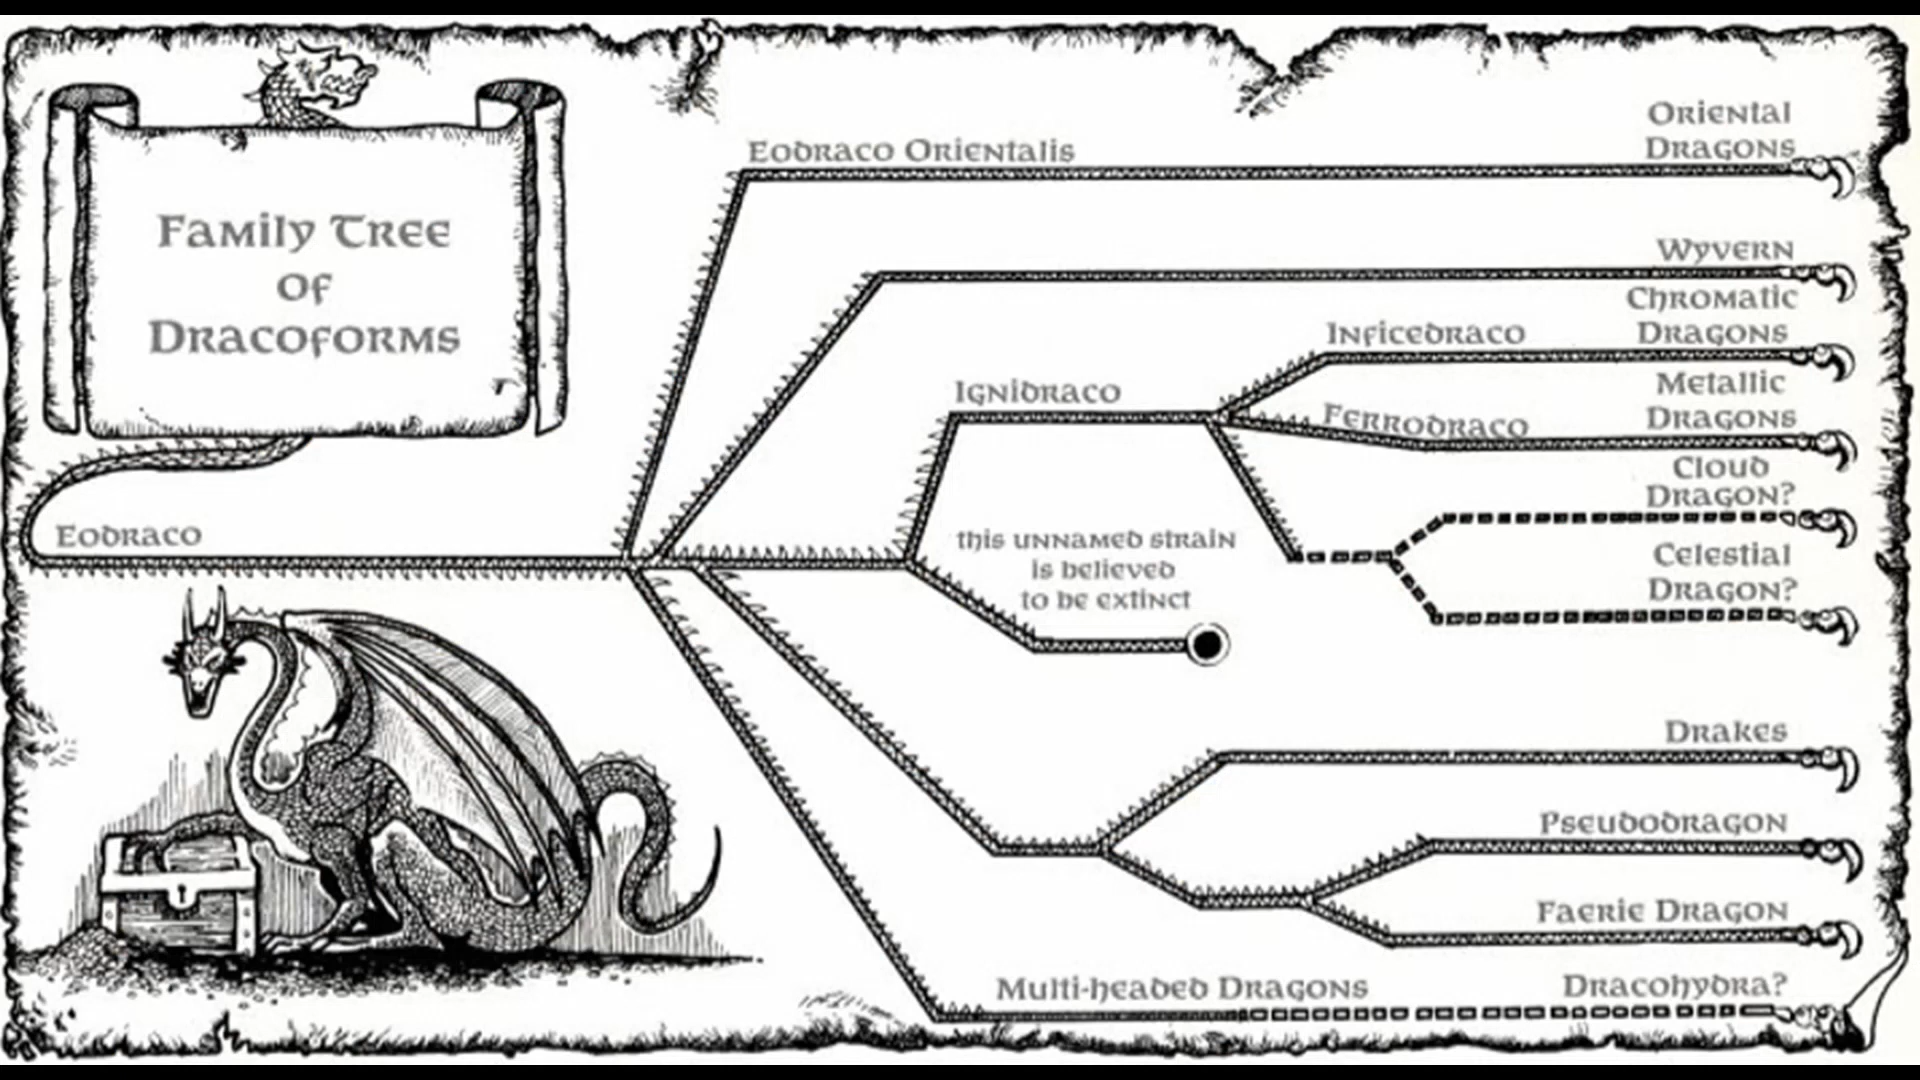 Family Tree
Of
Dracoforms
Eodraco
Eodraco Orientalis
Oriental
Dragons
Wyvern
Ignidraco
Inficedraco
Chromatic
Dragons
Ferrodraco
Metallic
Dragons
Cloud
Dragon?
Celestial
Dragon?
this unnamed strain
is believed
to be extinct
Drakes
Pseudodragon
Faerie Dragon
Multi-headed Dragons
Dracohydra?